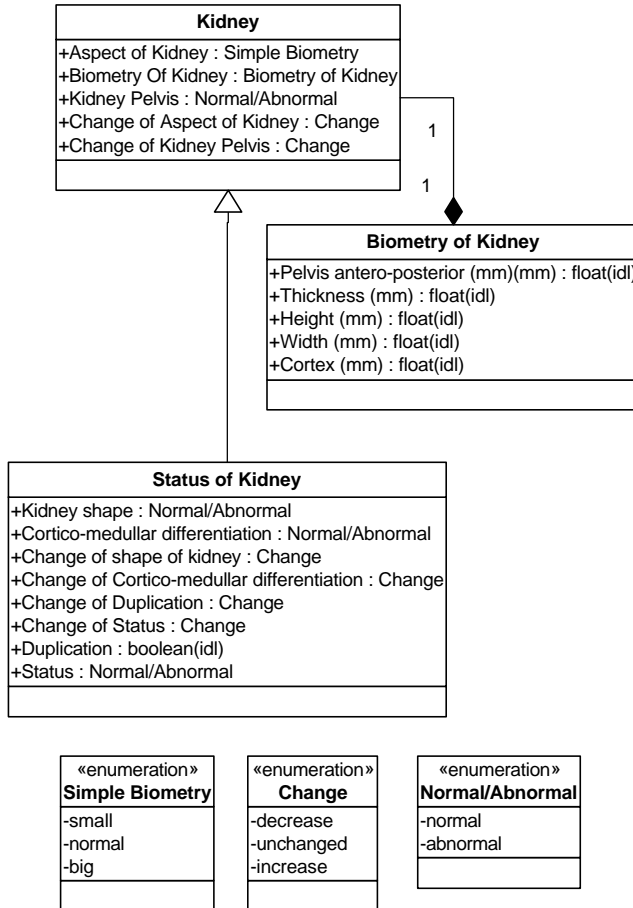 Kidney
+Aspect of Kidney : Simple Biometry
+Biometry Of Kidney : Biometry of Kidney
+Kidney Pelvis : Normal/Abnormal
+Change of Aspect of Kidney : Change
+Change of Kidney Pelvis : Change
1
1
Biometry of Kidney
+Pelvis antero-posterior (mm)(mm) : float(idl)
+Thickness (mm) : float(idl)
+Height (mm) : float(idl)
+Width (mm) : float(idl)
+Cortex (mm) : float(idl)
Status of Kidney
+Kidney shape : Normal/Abnormal
+Cortico-medullar differentiation : Normal/Abnormal
+Change of shape of kidney : Change
+Change of Cortico-medullar differentiation : Change
+Change of Duplication : Change
+Change of Status : Change
+Duplication : boolean(idl)
+Status : Normal/Abnormal
«enumeration»
Simple Biometry
-small
-normal
-big
«enumeration»
Change
-decrease
-unchanged
-increase
«enumeration»
Normal/Abnormal
-normal
-abnormal